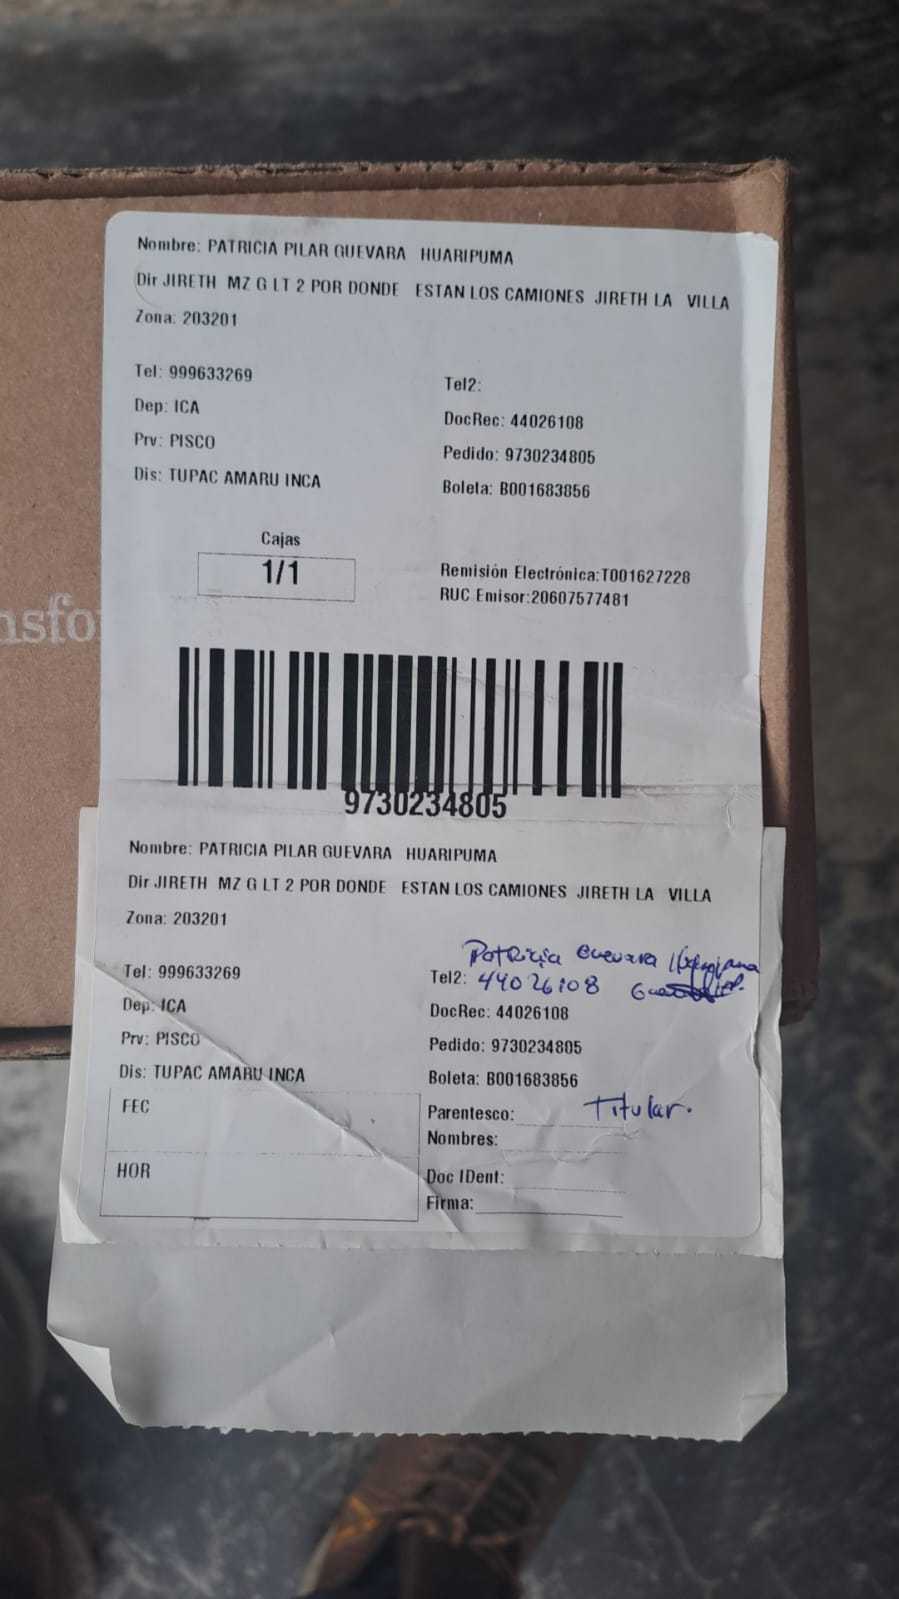 Nombre: PATRICIA PILAR GUEVARA HUARIPUMA
Dir JIRETH MZ G LT 2 POR DONDE ESTAN LOS CAMIONES JIRETH LA VILLA
Zona: 203201
Tel: 999633269
Tel2:
Dep: ICA
DocRec: 44026108
Prv: PISCO
Pedido: 9730234805
Dis: TUPAC AMARU INCA
Boleta: B001683856
Cajas
1/1
Remisión Electrónica:T001627228
RUC Emisor:20607577481
nsfo
9730234805
Nombre: PATRICIA PILAR GUEVARA HUARIPUMA
Dir JIRETH MZ G LT 2 POR DONDE ESTAN LOS CAMIONES JIRETH LA VILLA
Zona: 203201
Patricia Guevara
Tel: 999633269
Tel2: 44026108
Dep: ICA
DocRec: 44026108
Prv: PISCO
Pedido: 9730234805
Dis: TUPAC AMARU INCA
Boleta: B001683856
FEC
Parentesco: Titular.
Nombres:
HOR
Doc IDent:
Firma: